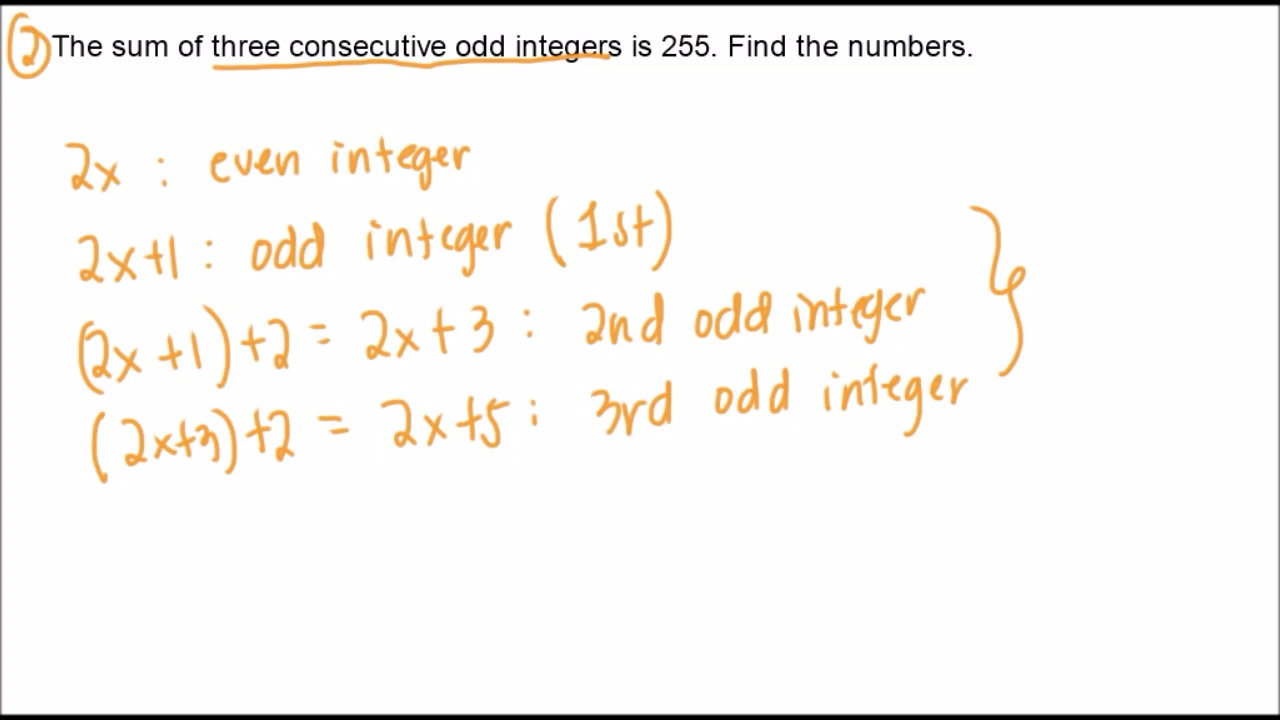 ② The sum of three consecutive odd integers is 255. Find the numbers.
2x : even integer
2x+1 : odd integer (1st)
(2x+1)+2 = 2x+3 : 2nd odd integer
(2x+3)+2 = 2x+5 : 3rd odd integer